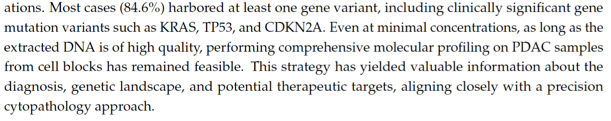 ations. Most cases (84.6%) harbored at least one gene variant, including clinically significant gene
mutation variants such as KRAS, TP53, and CDKN2A. Even at minimal concentrations, as long as the
extracted DNA is of high quality, performing comprehensive molecular profiling on PDAC samples
from cell blocks has remained feasible. This strategy has yielded valuable information about the
diagnosis, genetic landscape, and potential therapeutic targets, aligning closely with a precision
cytopathology approach.